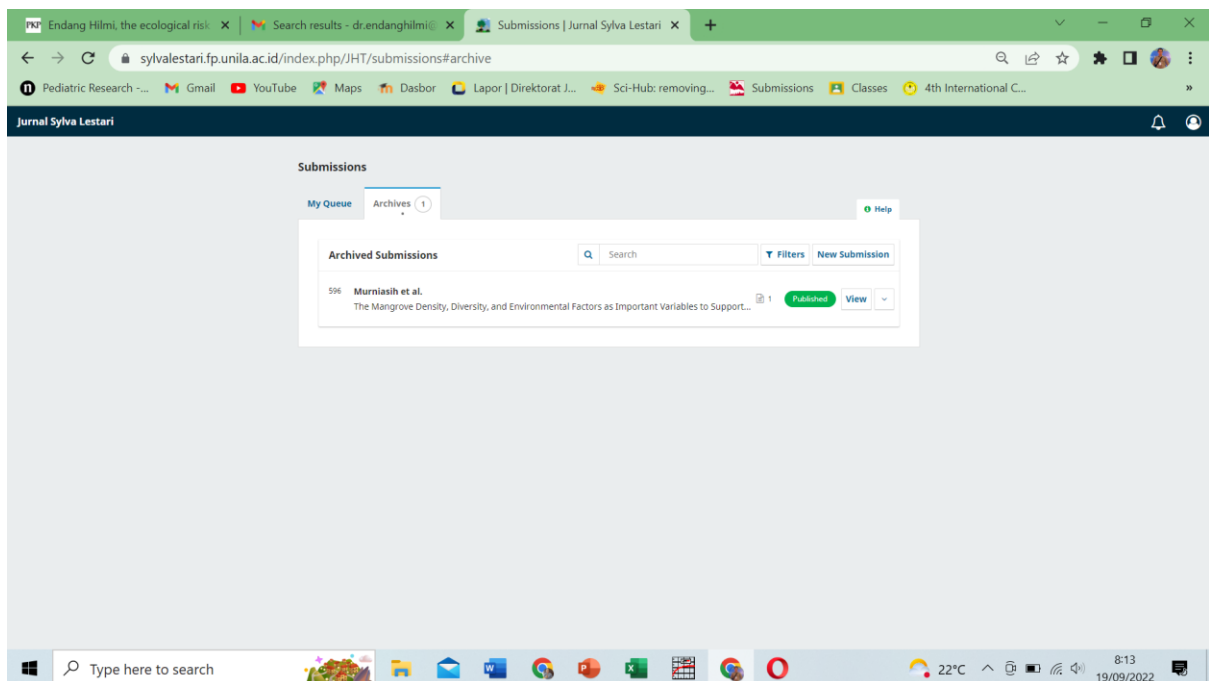 PKP Endang Hilmi, the ecological risk
Search results - dr.endanghilmi@
Submissions | Jurnal Sylva Lestari
sylvalestari.fp.unila.ac.id/index.php/JHT/submissions#archive
Pediatric Research -... Gmail YouTube Maps Dasbor Lapor | Direktorat J... Sci-Hub: removing... Submissions Classes 4th International C... »
Jurnal Sylva Lestari
Submissions
My Queue Archives 1
Help
Archived Submissions Search Filters New Submission
596 Murniasih et al.
The Mangrove Density, Diversity, and Environmental Factors as Important Variables to Support... 1 Published View
Type here to search
22°C 8:13
19/09/2022